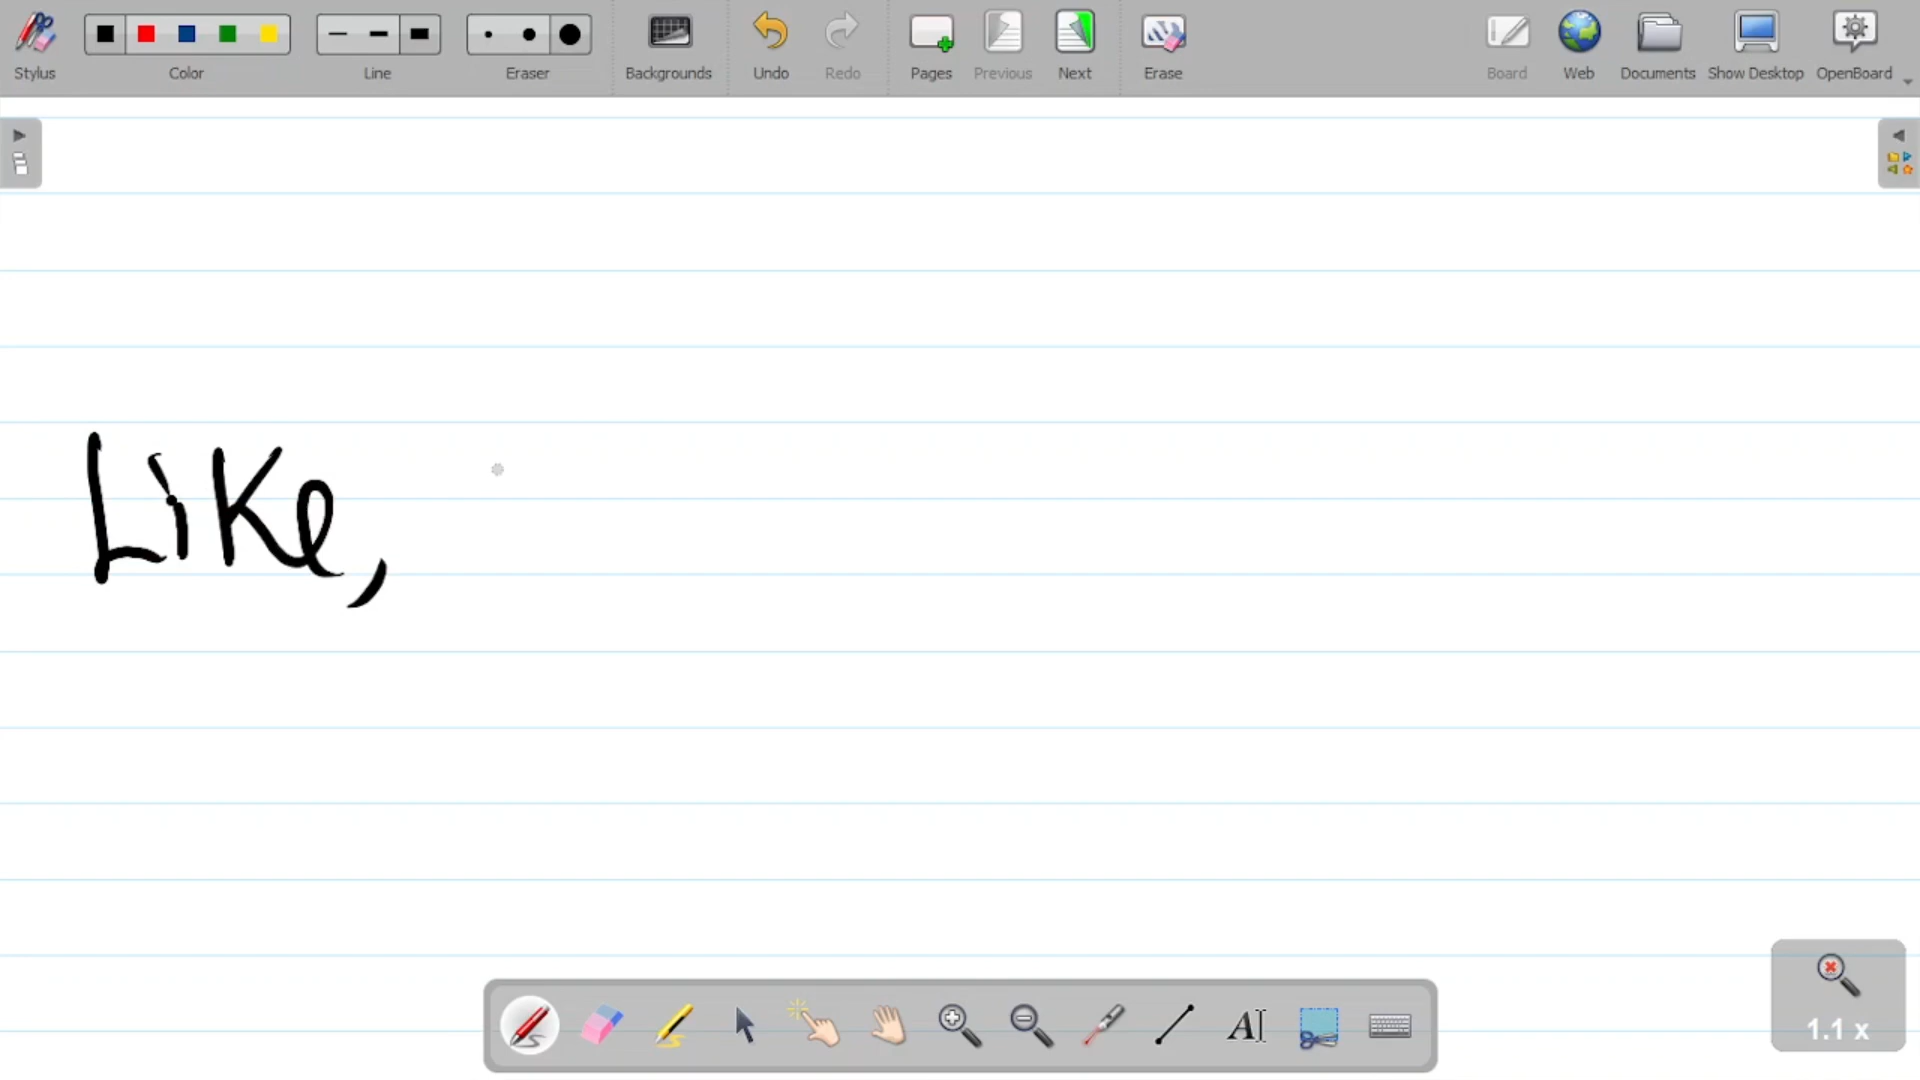 Stylus Color Line Eraser Backgrounds Undo Redo Pages Previous Next Erase Board Web Documents Show Desktop OpenBoard
Like,
1.1 x